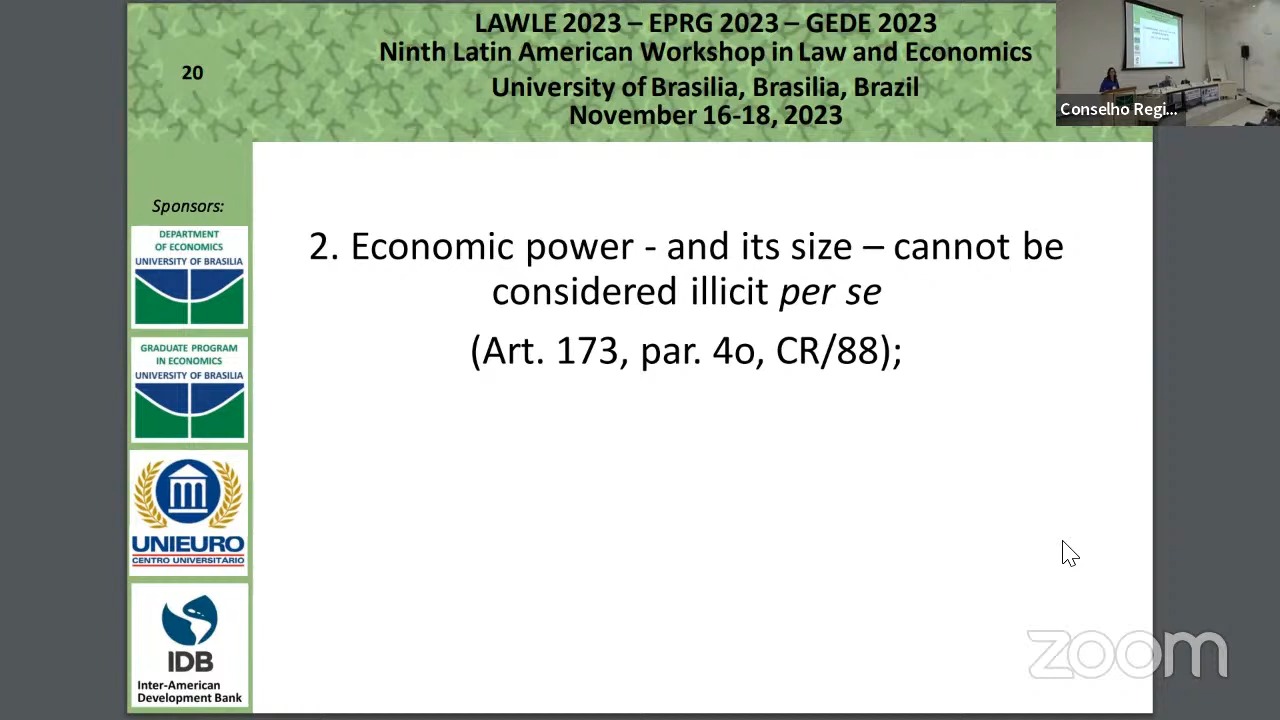 LAWLE 2023 – EPRG 2023 – GEDE 2023
Ninth Latin American Workshop in Law and Economics
20
University of Brasilia, Brasilia, Brazil
November 16-18, 2023
Conselho Regi...
Sponsors:
DEPARTMENT
OF ECONOMICS
UNIVERSITY OF BRASILIA
GRADUATE PROGRAM
IN ECONOMICS
UNIVERSITY OF BRASILIA
UNIEURO
CENTRO UNIVERSITÁRIO
IDB
Inter-American
Development Bank
2. Economic power - and its size – cannot be
considered illicit per se
(Art. 173, par. 4o, CR/88);
zoom